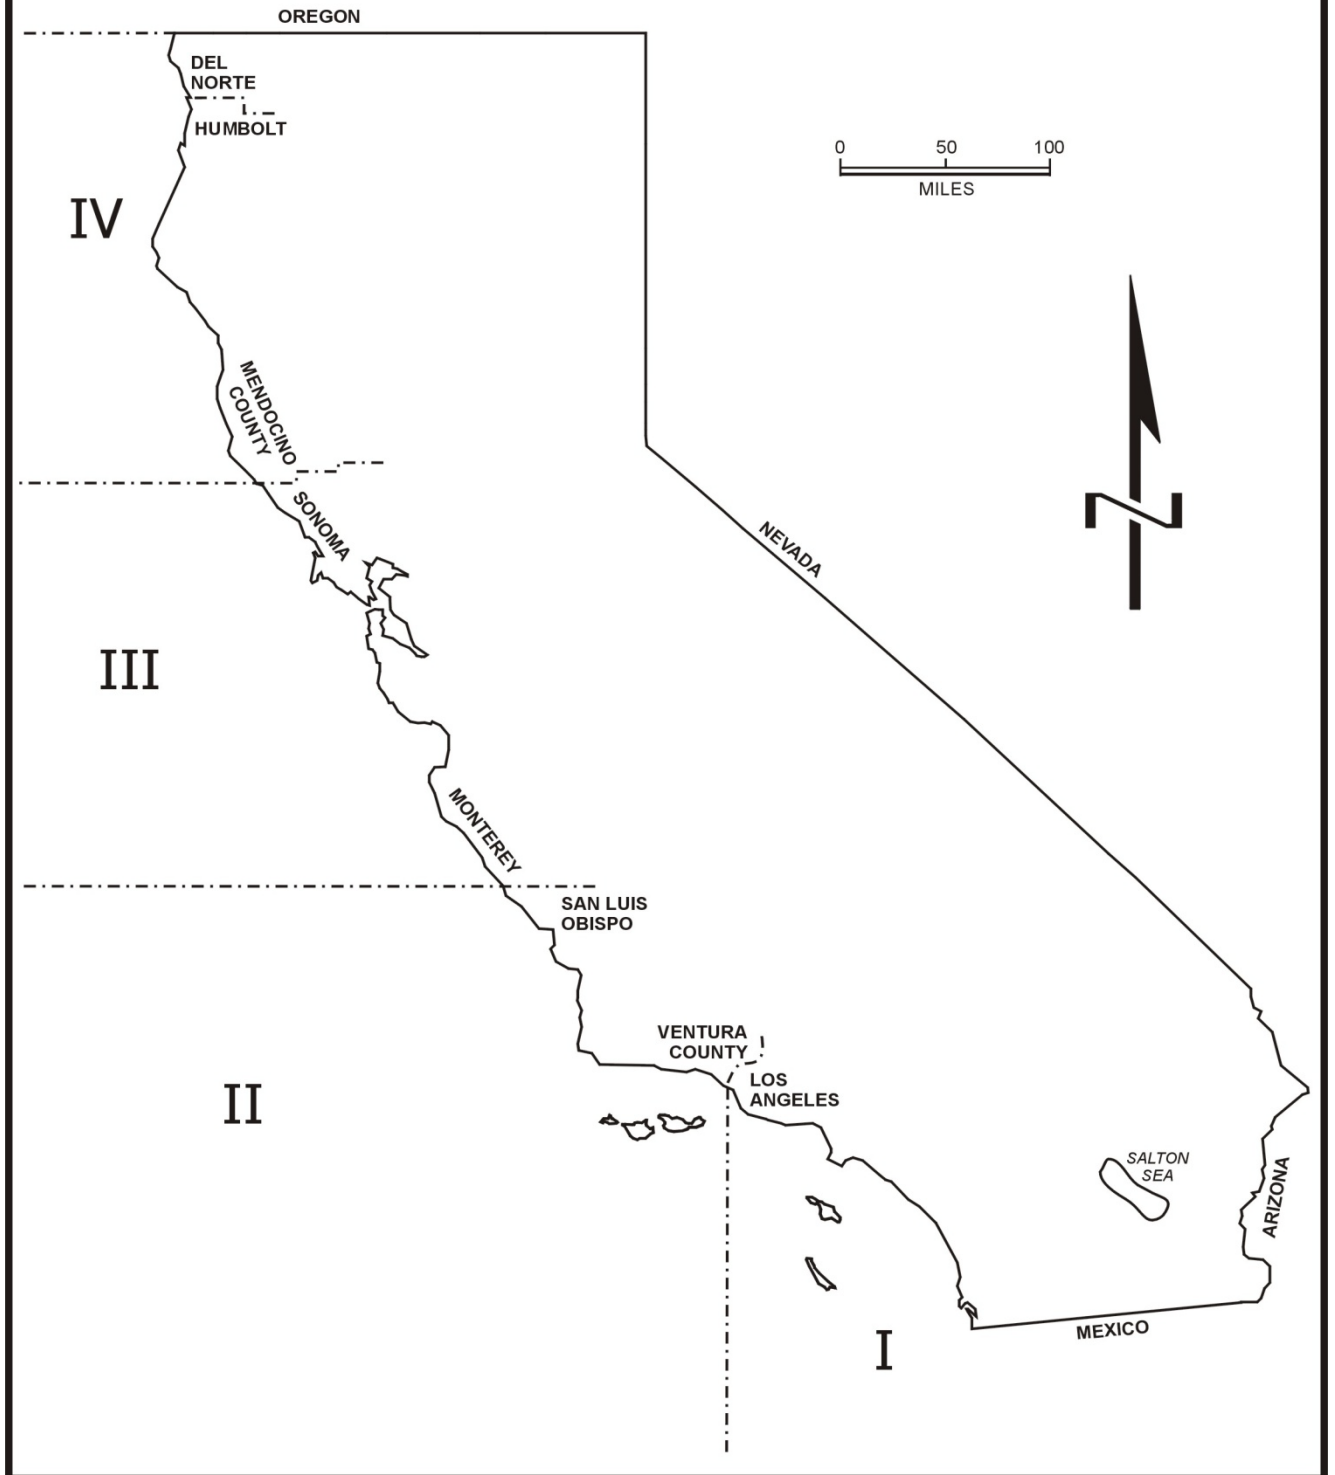 OREGON
DEL
NORTE
HUMBOLT
0 50 100
MILES
IV
MENDOCINO
COUNTY
SONOMA
NEVADA
III
MONTEREY
SAN LUIS
OBISPO
VENTURA
COUNTY
LOS
ANGELES
II
SALTON
SEA
ARIZONA
I
MEXICO
N